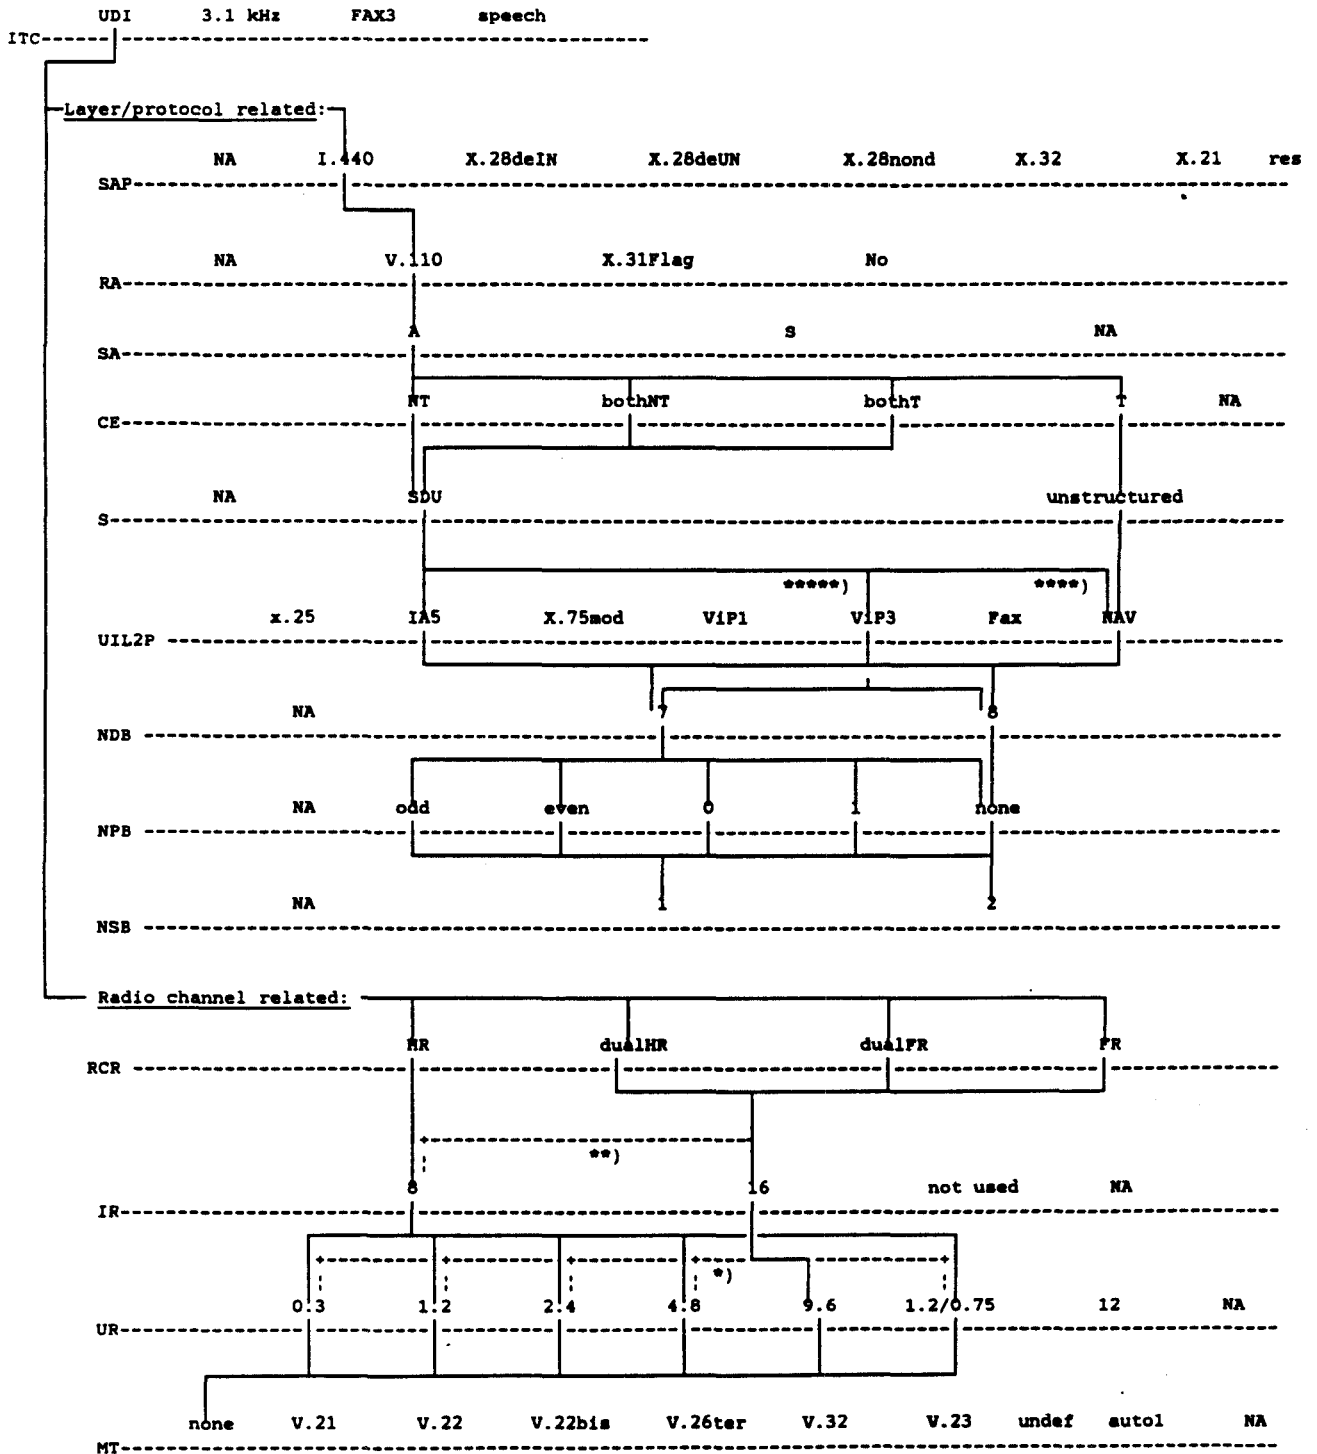 UDI 3.1 kHz FAX3 speech
ITC
Layer/protocol related:
NA I.440 X.28deIN X.28deUN X.28nond X.32 X.21 res
SAP
NA V.110 X.31Flag No
RA
A S NA
SA
NT bothNT bothT T NA
CE
NA SDU unstructured
S
*****) ****)
x.25 IA5 X.75mod ViP1 ViP3 Fax NAV
UIL2P
NA 7 8
NDB
NA odd even 0 1 none
NPB
NA 1 2
NSB
Radio channel related:
HR dualHR dualFR FR
RCR
**)
8 16 not used NA
IR
*)
0.3 1.2 2.4 4.8 9.6 1.2/0.75 12 NA
UR
none V.21 V.22 V.22bis V.26ter V.32 V.23 undef auto1 NA
MT